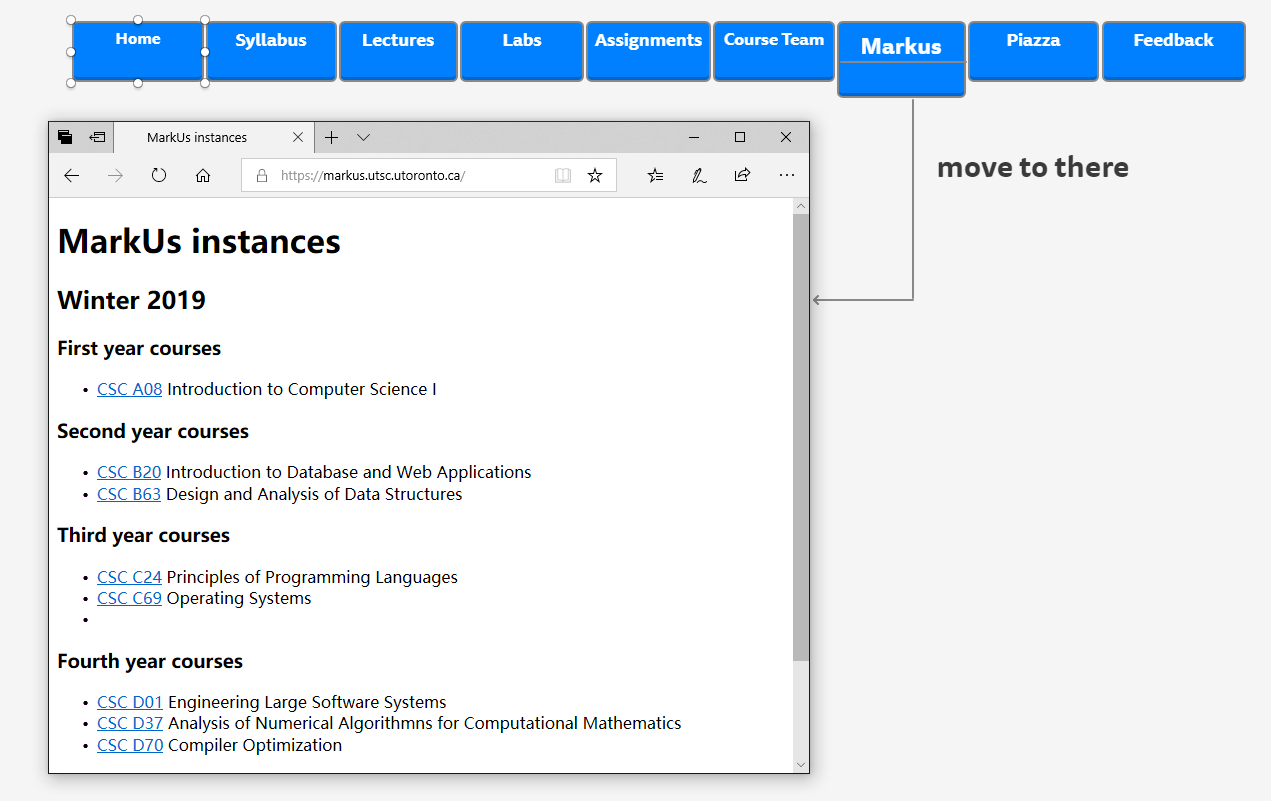 Home Syllabus Lectures Labs Assignments Course Team Markus Piazza Feedback
MarkUs instances
move to there
https://markus.utsc.utoronto.ca/
MarkUs instances
Winter 2019
First year courses
• CSC A08 Introduction to Computer Science I
Second year courses
• CSC B20 Introduction to Database and Web Applications
• CSC B63 Design and Analysis of Data Structures
Third year courses
• CSC C24 Principles of Programming Languages
• CSC C69 Operating Systems
•
Fourth year courses
• CSC D01 Engineering Large Software Systems
• CSC D37 Analysis of Numerical Algorithmns for Computational Mathematics
• CSC D70 Compiler Optimization